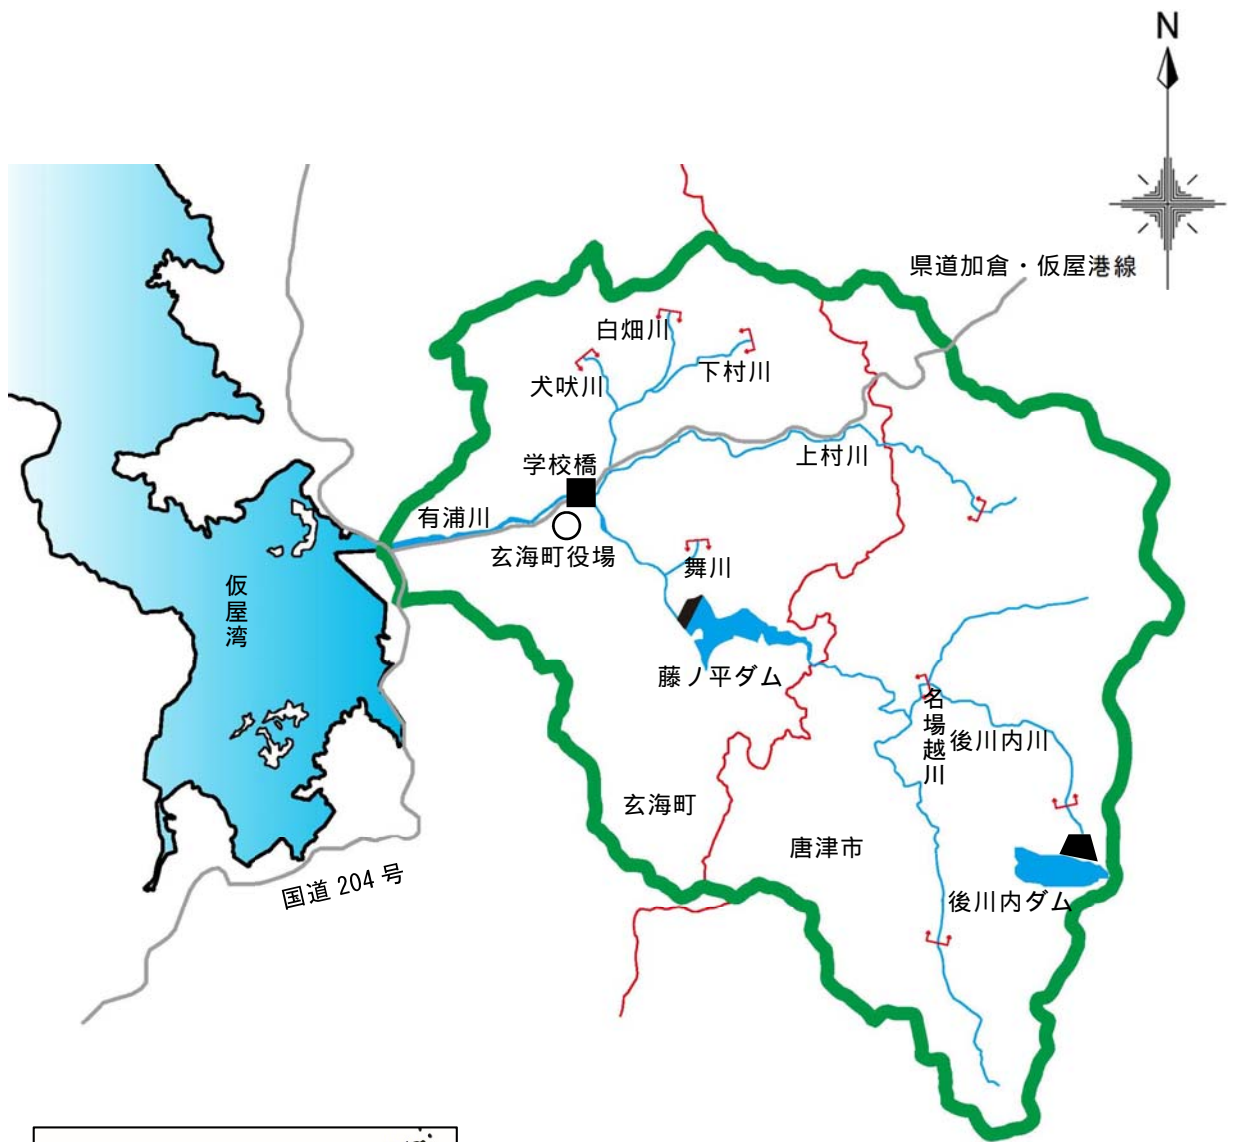 N
県道加倉・仮屋港線
白畑川
下村川
犬吠川
上村川
学校橋
有浦川
玄海町役場
舞川
仮屋湾
藤ノ平ダム
名場越川
後川内川
玄海町
唐津市
国道204号
後川内ダム